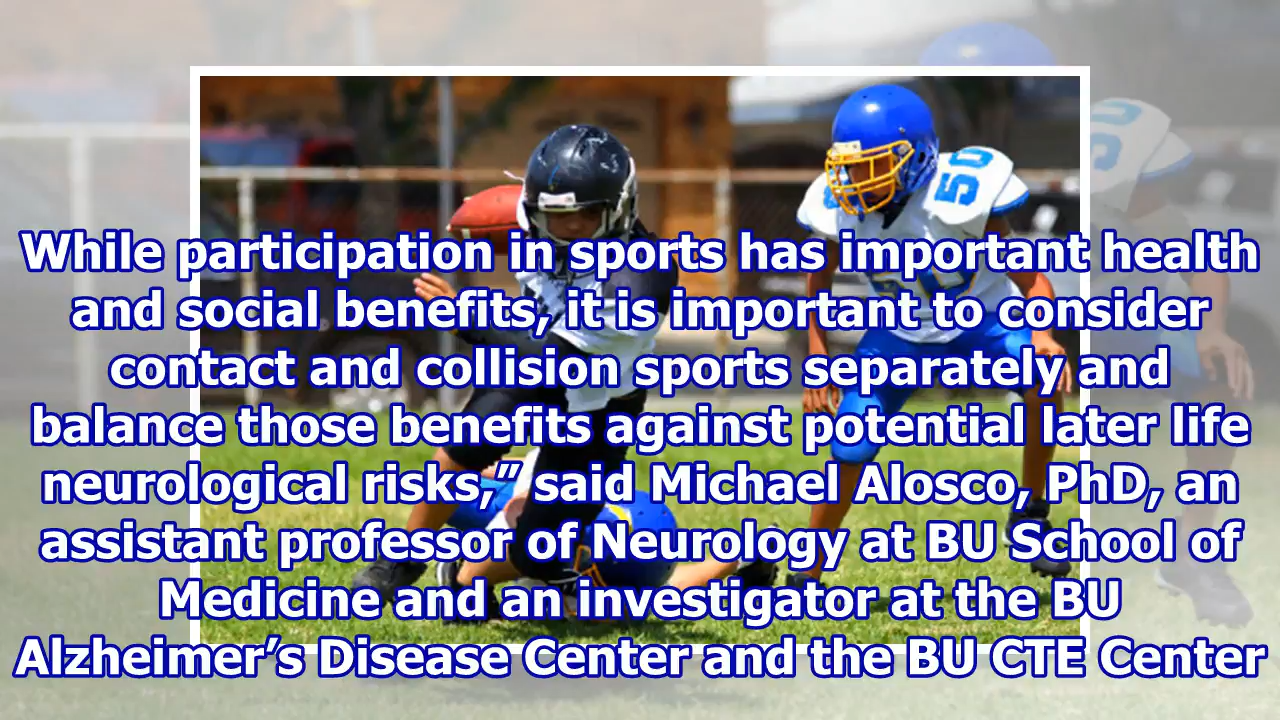 50
While participation in sports has important health
and social benefits, it is important to consider
contact and collision sports separately and
balance those benefits against potential later life
neurological risks,” said Michael Alosco, PhD, an
assistant professor of Neurology at BU School of
Medicine and an investigator at the BU
Alzheimer’s Disease Center and the BU CTE Center